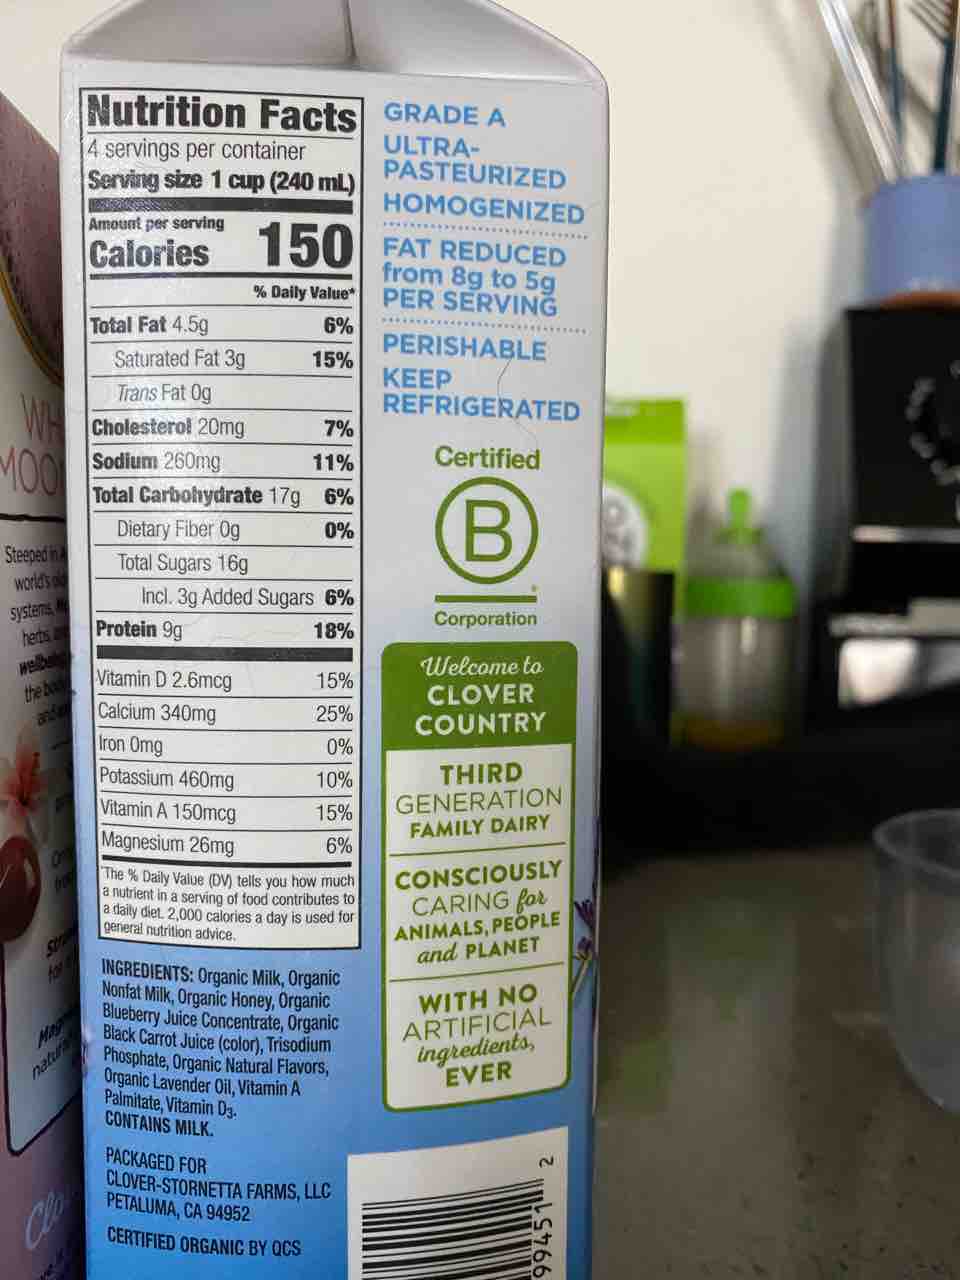 Nutrition Facts
4 servings per container
Serving size 1 cup (240 mL)
Amount per serving
Calories 150
% Daily Value*
Total Fat 4.5g 6%
Saturated Fat 3g 15%
Trans Fat 0g
Cholesterol 20mg 7%
Sodium 260mg 11%
Total Carbohydrate 17g 6%
Dietary Fiber 0g 0%
Total Sugars 16g
Incl. 3g Added Sugars 6%
Protein 9g 18%
Vitamin D 2.6mcg 15%
Calcium 340mg 25%
Iron 0mg 0%
Potassium 460mg 10%
Vitamin A 150mcg 15%
Magnesium 26mg 6%
*The % Daily Value (DV) tells you how much
a nutrient in a serving of food contributes to
a daily diet. 2,000 calories a day is used for
general nutrition advice.
INGREDIENTS: Organic Milk, Organic
Nonfat Milk, Organic Honey, Organic
Blueberry Juice Concentrate, Organic
Black Carrot Juice (color), Trisodium
Phosphate, Organic Natural Flavors,
Organic Lavender Oil, Vitamin A
Palmitate, Vitamin D3.
CONTAINS MILK.
PACKAGED FOR
CLOVER-STORNETTA FARMS, LLC
PETALUMA, CA 94952
CERTIFIED ORGANIC BY QCS
GRADE A
ULTRA-
PASTEURIZED
HOMOGENIZED
FAT REDUCED
from 8g to 5g
PER SERVING
PERISHABLE
KEEP
REFRIGERATED
Certified
B
Corporation
Welcome to
CLOVER
COUNTRY
THIRD
GENERATION
FAMILY DAIRY
CONSCIOUSLY
CARING for
ANIMALS, PEOPLE
and PLANET
WITH NO
ARTIFICIAL
ingredients,
EVER
99451 2
Steeped in
world's
systems,
herbs,
the